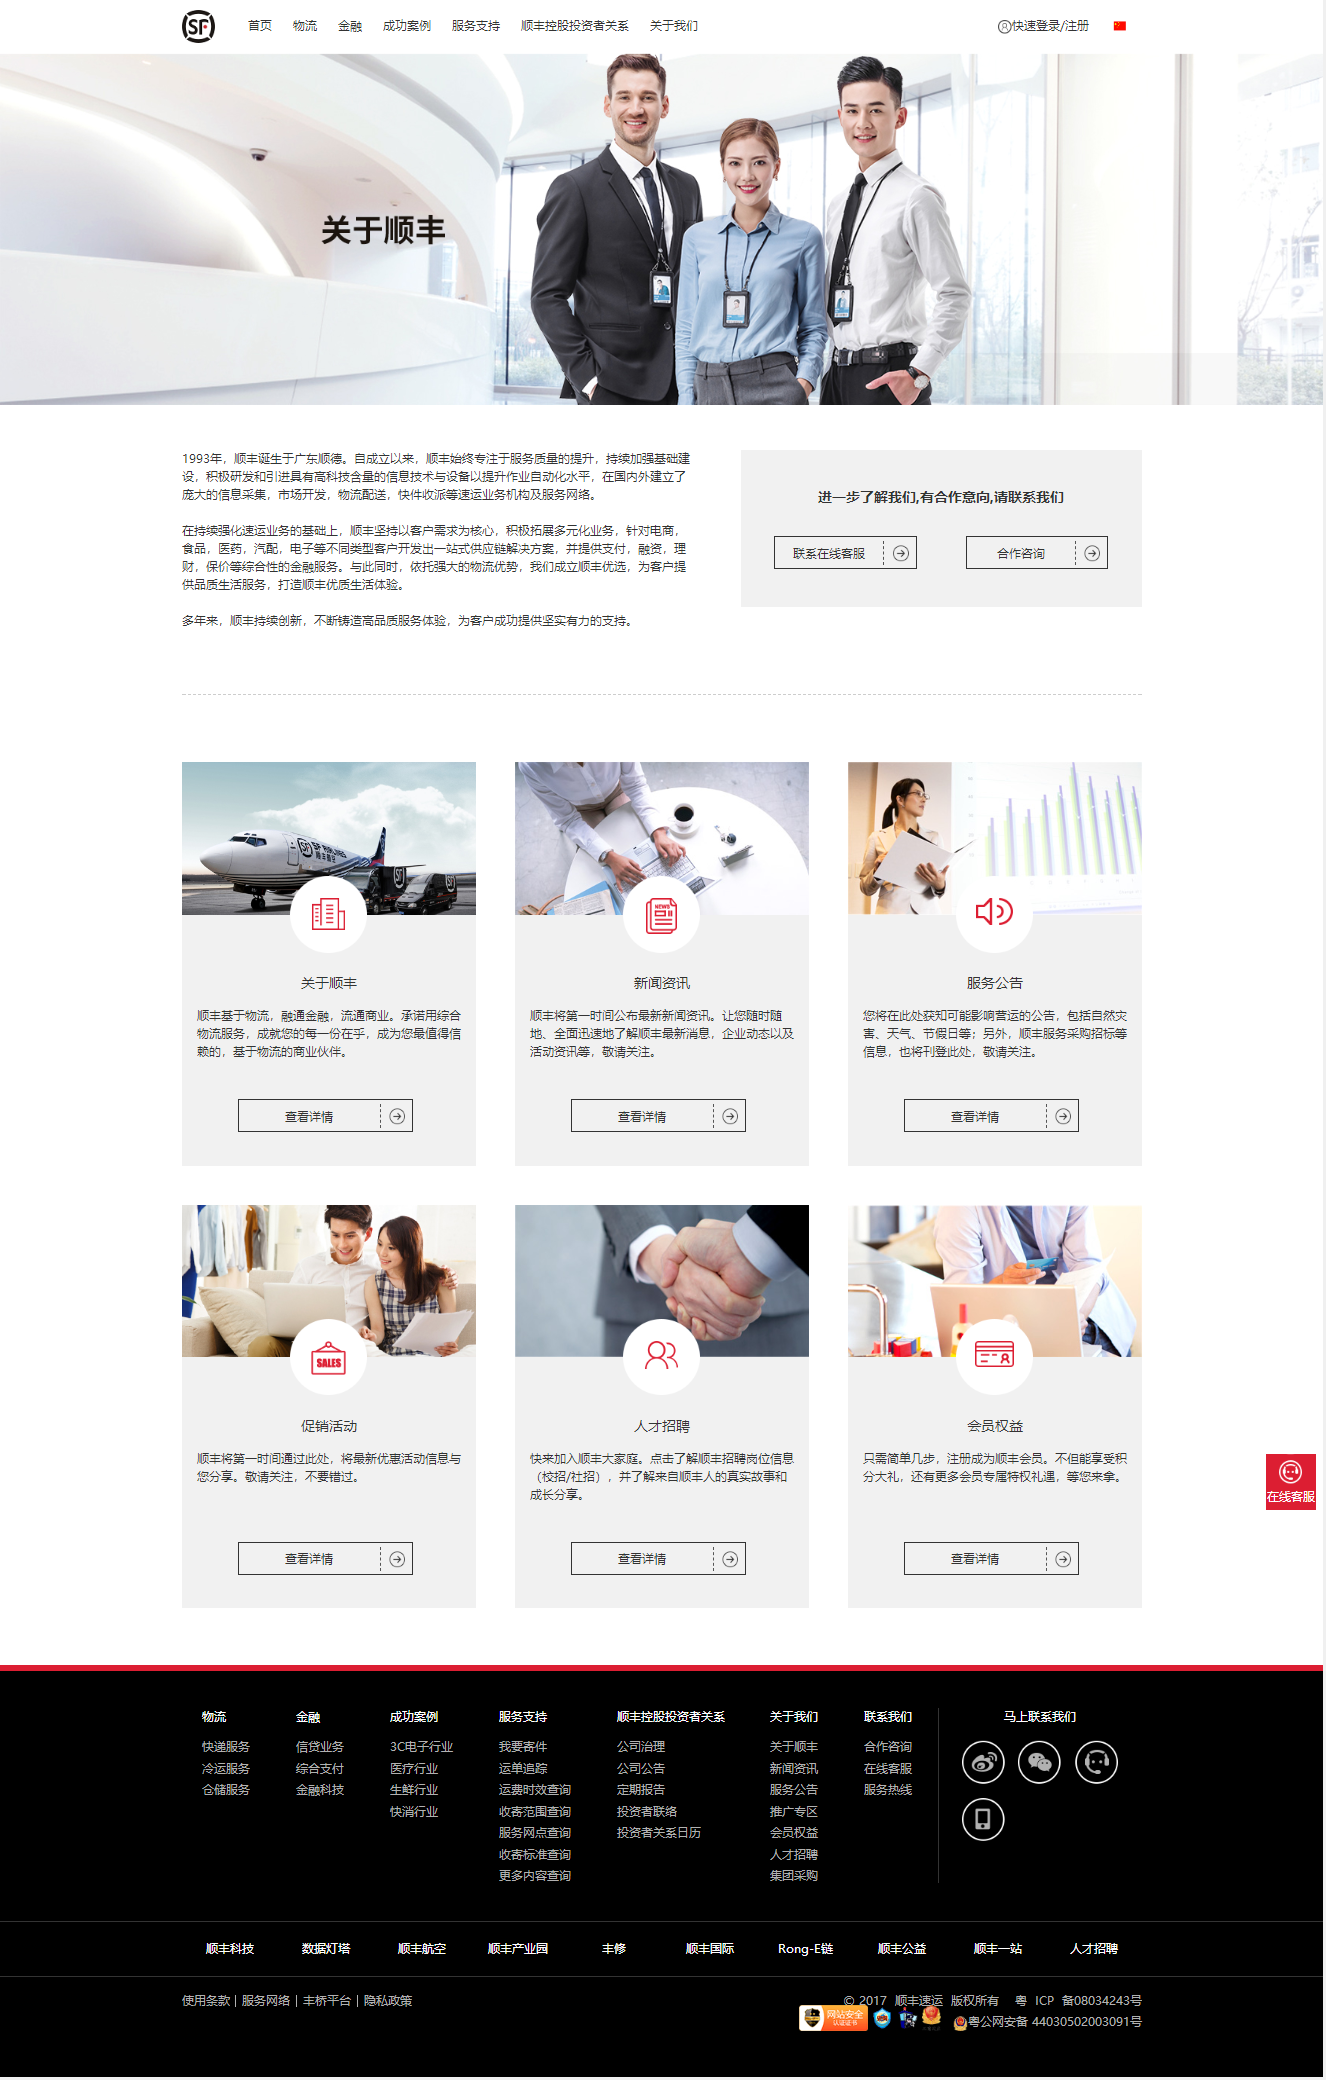 SF
首页 物流 金融 成功案例 服务支持 顺丰控股投资者关系 关于我们 快速登录/注册
关于顺丰
1993年，顺丰诞生于广东顺德。自成立以来，顺丰始终专注于服务质量的提升，持续加强基础建
设，积极研发和引进具有高科技含量的信息技术与设备以提升作业自动化水平，在国内外建立了
庞大的信息采集，市场开发，物流配送，快件收派等速运业务机构及服务网络。
在持续强化速运业务的基础上，顺丰坚持以客户需求为核心，积极拓展多元化业务，针对电商，
食品，医药，汽配，电子等不同类型客户开发出一站式供应链解决方案，并提供支付，融资，理
财，保价等综合性的金融服务。与此同时，依托强大的物流优势，我们成立顺丰优选，为客户提
供品质生活服务，打造顺丰优质生活体验。
多年来，顺丰持续创新，不断铸造高品质服务体验，为客户成功提供坚实有力的支持。
进一步了解我们,有合作意向,请联系我们
联系在线客服 合作咨询
SF AIRLINES
顺丰航空
NEWS
关于顺丰
顺丰基于物流，融通金融，流通商业。承诺用综合
物流服务，成就您的每一份在乎，成为您最值得信
赖的，基于物流的商业伙伴。
查看详情
新闻资讯
顺丰将第一时间公布最新新闻资讯。让您随时随
地、全面迅速地了解顺丰最新消息，企业动态以及
活动资讯等，敬请关注。
查看详情
服务公告
您将在此处获知可能影响营运的公告，包括自然灾
害、天气、节假日等；另外，顺丰服务采购招标等
信息，也将刊登此处，敬请关注。
查看详情
SALES
促销活动
顺丰将第一时间通过此处，将最新优惠活动信息与
您分享。敬请关注，不要错过。
查看详情
人才招聘
快来加入顺丰大家庭。点击了解顺丰招聘岗位信息
（校招/社招），并了解来自顺丰人的真实故事和
成长分享。
查看详情
会员权益
只需简单几步，注册成为顺丰会员。不但能享受积
分大礼，还有更多会员专属特权礼遇，等您来拿。
查看详情
在线客服
物流
快递服务
冷运服务
仓储服务
金融
信贷业务
综合支付
金融科技
成功案例
3C电子行业
医疗行业
生鲜行业
快消行业
服务支持
我要寄件
运单追踪
运费时效查询
收寄范围查询
服务网点查询
收寄标准查询
更多内容查询
顺丰控股投资者关系
公司治理
公司公告
定期报告
投资者联络
投资者关系日历
关于我们
关于顺丰
新闻资讯
服务公告
推广专区
会员权益
人才招聘
集团采购
联系我们
合作咨询
在线客服
服务热线
马上联系我们
顺丰科技 数据灯塔 顺丰航空 顺丰产业园 丰修 顺丰国际 Rong-E链 顺丰公益 顺丰一站 人才招聘
使用条款 | 服务网络 | 丰桥平台 | 隐私政策
© 2017 顺丰速运 版权所有 粤 ICP 备08034243号
网站安全
认证证书
粤公网安备 44030502003091号